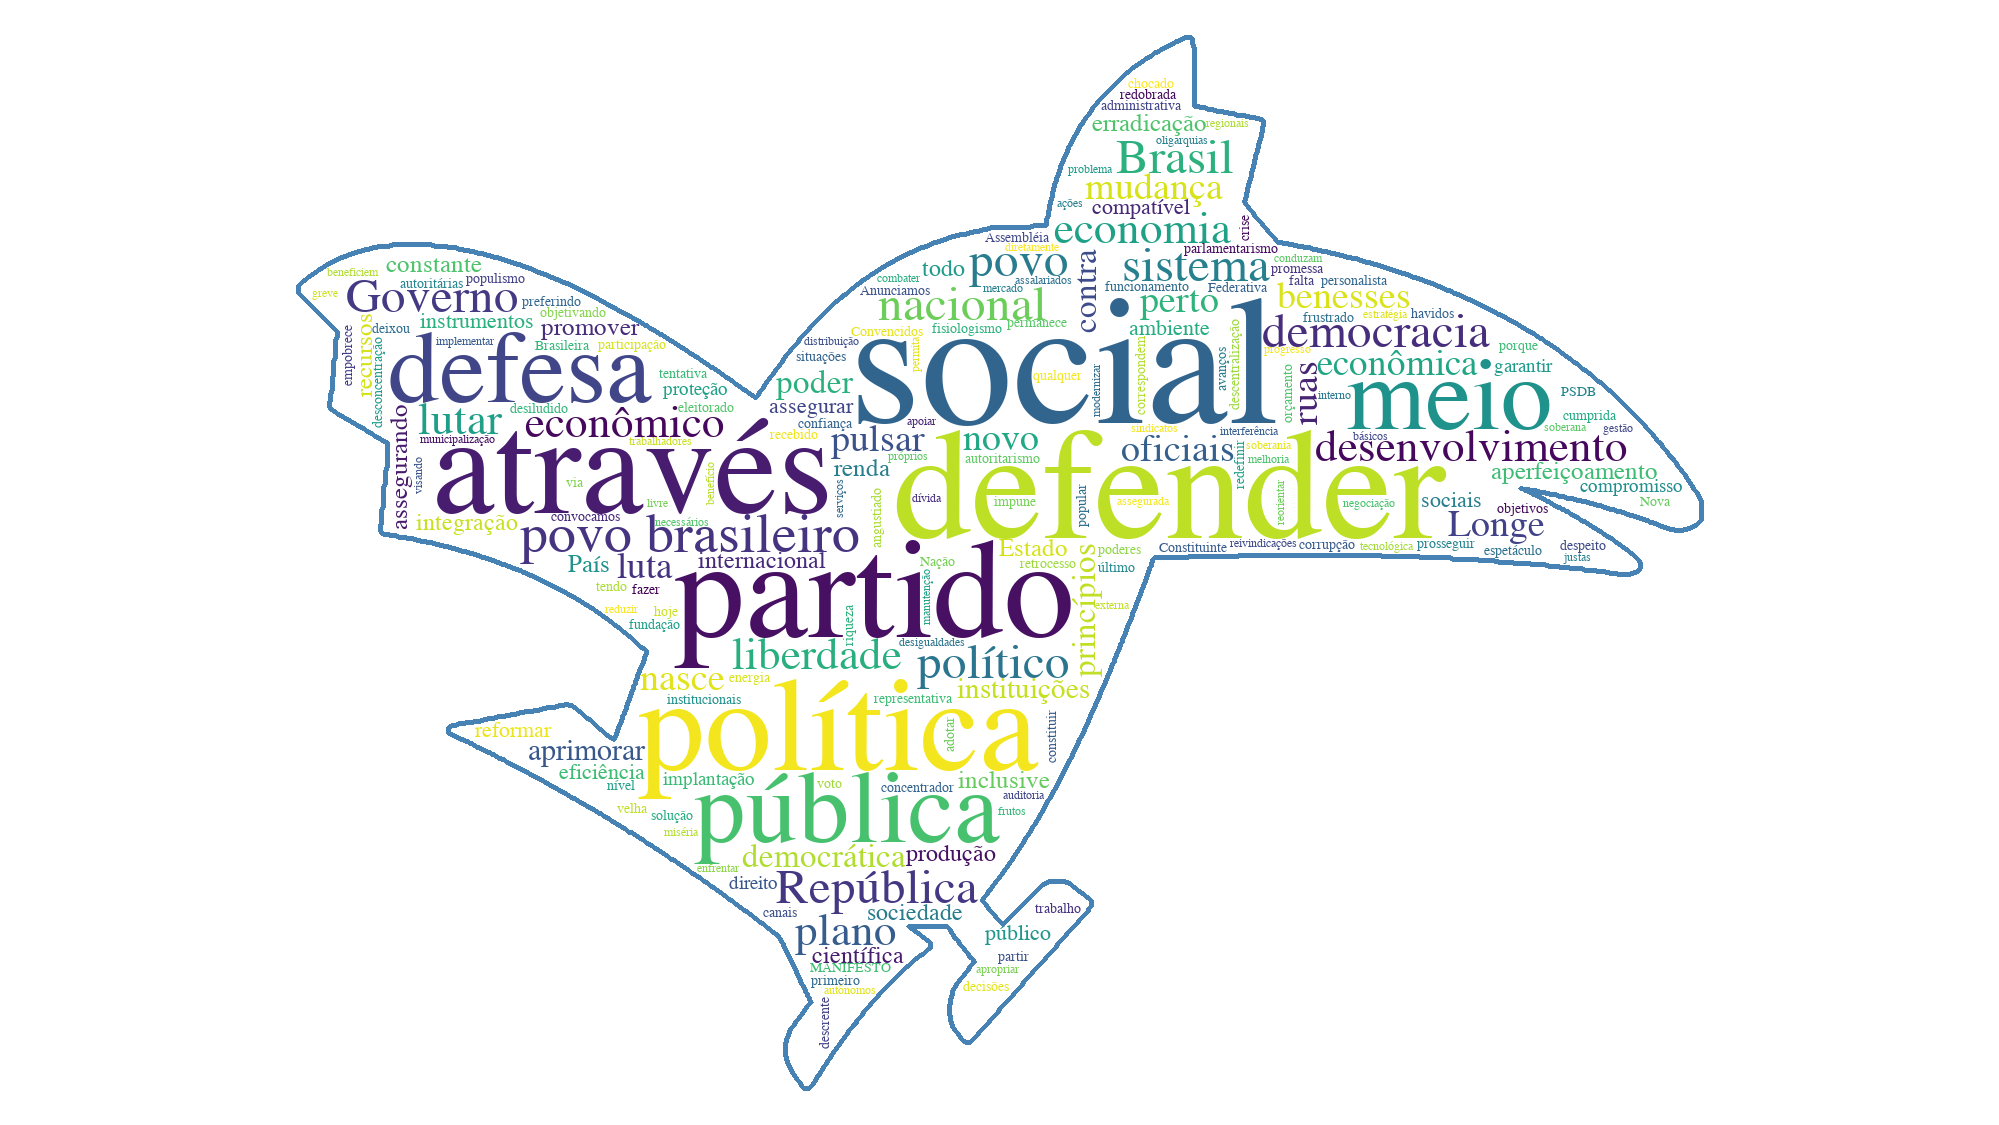 chocado
redobrada
administrativa
erradicação
regionais
oligarquias
Brasil
problema
mudança
ações
compatível
economia
crise
Assembléia
diretamente
povo
contra
parlamentarismo
sistema
conduzam
todo
promessa
combater
assalariados
mercado
funcionamento
Federativa
falta
personalista
Anunciamos
nacional
perto
benesses
fisiologismo
permanece
ambiente
frustrado
estratégia
havidos
Convencidos
permita
social
democracia
distribuição
situações
descentralização
progresso
porque
beneficiem
constante
autoritárias
populismo
greve
Governo
preferindo
objetivando
recursos
deixou
instrumentos
promover
empobrece
desconcentração
implementar
Brasileira
participação
defesa
tentativa
proteção
poder
qualquer
modernizar
correspondem
avanços
orçamento
ruas
econômica
garantir
interno
meio
PSDB
lutar
desiludido
eleitorado
assegurar
confiança
apoiar
cumprida
soberana
gestão
assegurando
municipalização
econômico
trabalhadores
recebido
pulsar
novo
sindicatos
oficiais
interferência
básicos
desenvolvimento
visando
através
próprios
autoritarismo
renda
redefinir
soberania
melhoria
aperfeiçoamento
via
livre
benefício
serviços
angustiado
dívida
defender
impune
popular
assegurada
reorientar
negociação
sociais
compromisso
objetivos
Nova
integração
convocamos
necessários
povo brasileiro
Longe
Estado
poderes
Constituinte
reivindicações
corrupção
tecnológica
prosseguir
espetáculo
despeito
justas
País
luta
internacional
Nação
retrocesso
último
tendo
fazer
partido
manutenção
princípios
reduzir
hoje
externa
fundação
riqueza
desigualdades
liberdade
político
nasce
energia
instituições
institucionais
representativa
reformar
política
adotar
constituir
aprimorar
eficiência
implantação
voto
concentrador
inclusive
nível
auditoria
velha
solução
pública
frutos
miséria
democrática
produção
enfrentar
direito
República
canais
sociedade
trabalho
plano
público
científica
partir
MANIFESTO
apropriar
primeiro
autônomos
decisões
descrente